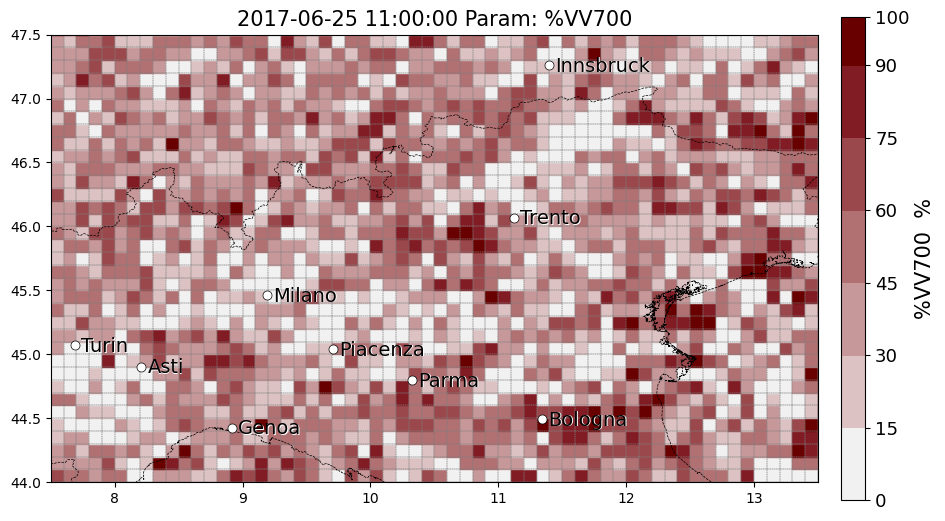 2017-06-25 11:00:00 Param: %VV700
47.5
47.0
46.5
46.0
45.5
45.0
44.5
44.0
8
9
10
11
12
13
Innsbruck
Trento
Milano
Turin
Asti
Piacenza
Parma
Genoa
Bologna
100
90
75
60
45
30
15
0
%VV700 %